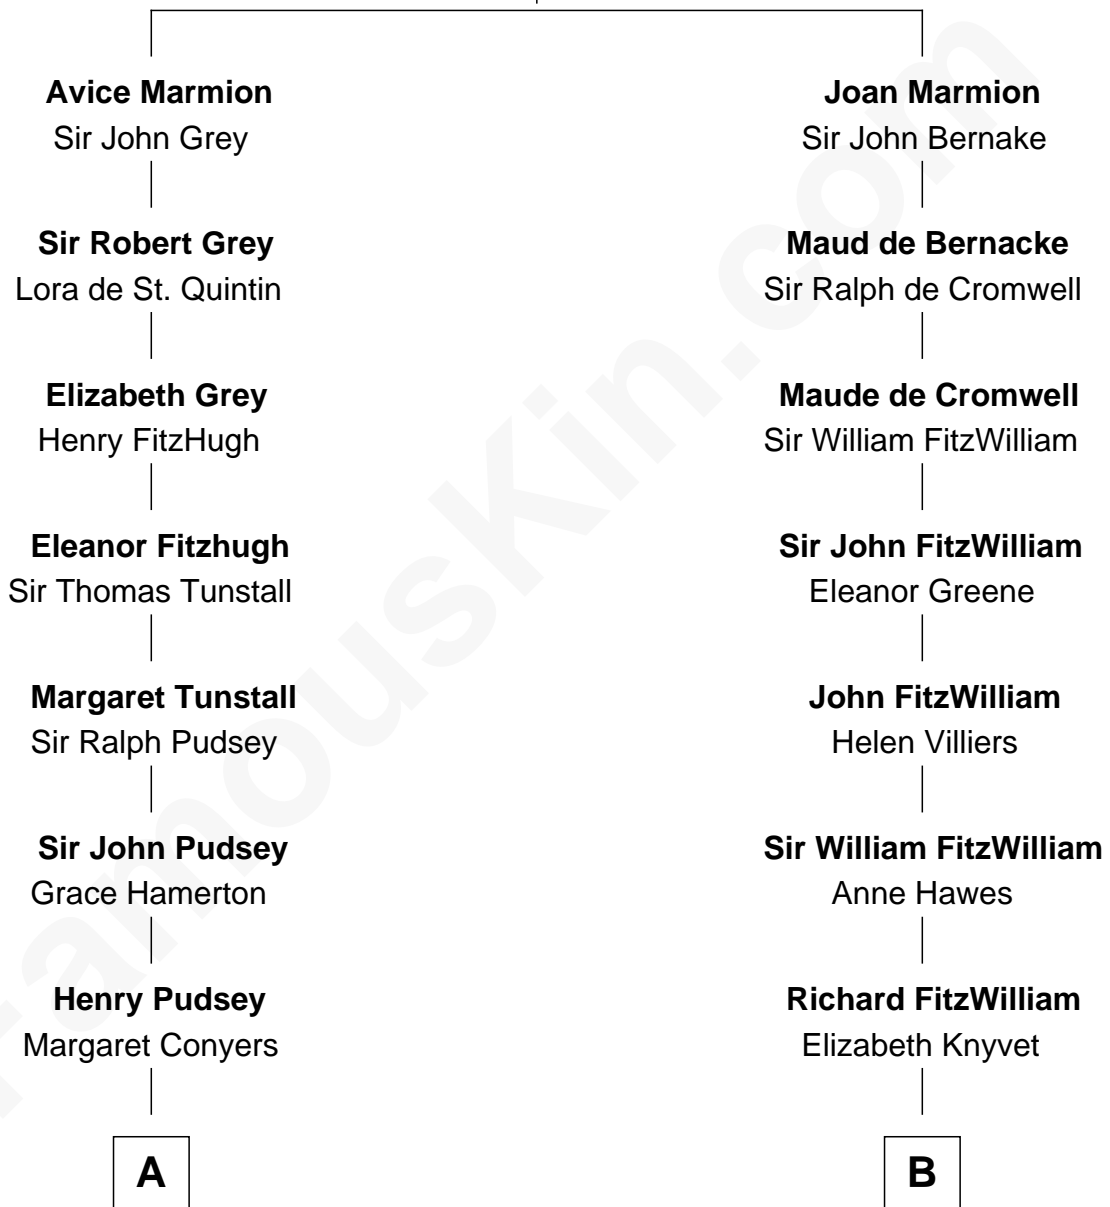 Avice Marmion
Sir John Grey
Sir Robert Grey
Lora de St. Quintin
Elizabeth Grey
Henry FitzHugh
Eleanor Fitzhugh
Sir Thomas Tunstall
Margaret Tunstall
Sir Ralph Pudsey
Sir John Pudsey
Grace Hamerton
Henry Pudsey
Margaret Conyers
A
Joan Marmion
Sir John Bernake
Maud de Bernacke
Sir Ralph de Cromwell
Maude de Cromwell
Sir William FitzWilliam
Sir John FitzWilliam
Eleanor Greene
John FitzWilliam
Helen Villiers
Sir William FitzWilliam
Anne Hawes
Richard FitzWilliam
Elizabeth Knyvet
B
FamousKin.com